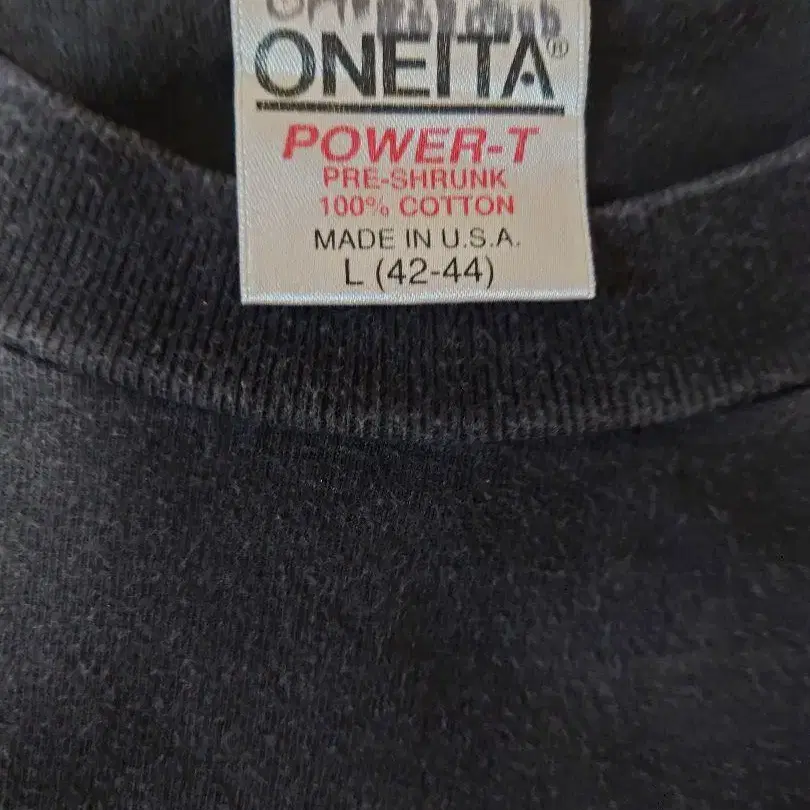 ONEITA®
POWER-T
PRE-SHRUNK
100% COTTON
MADE IN U.S.A.
L (42-44)